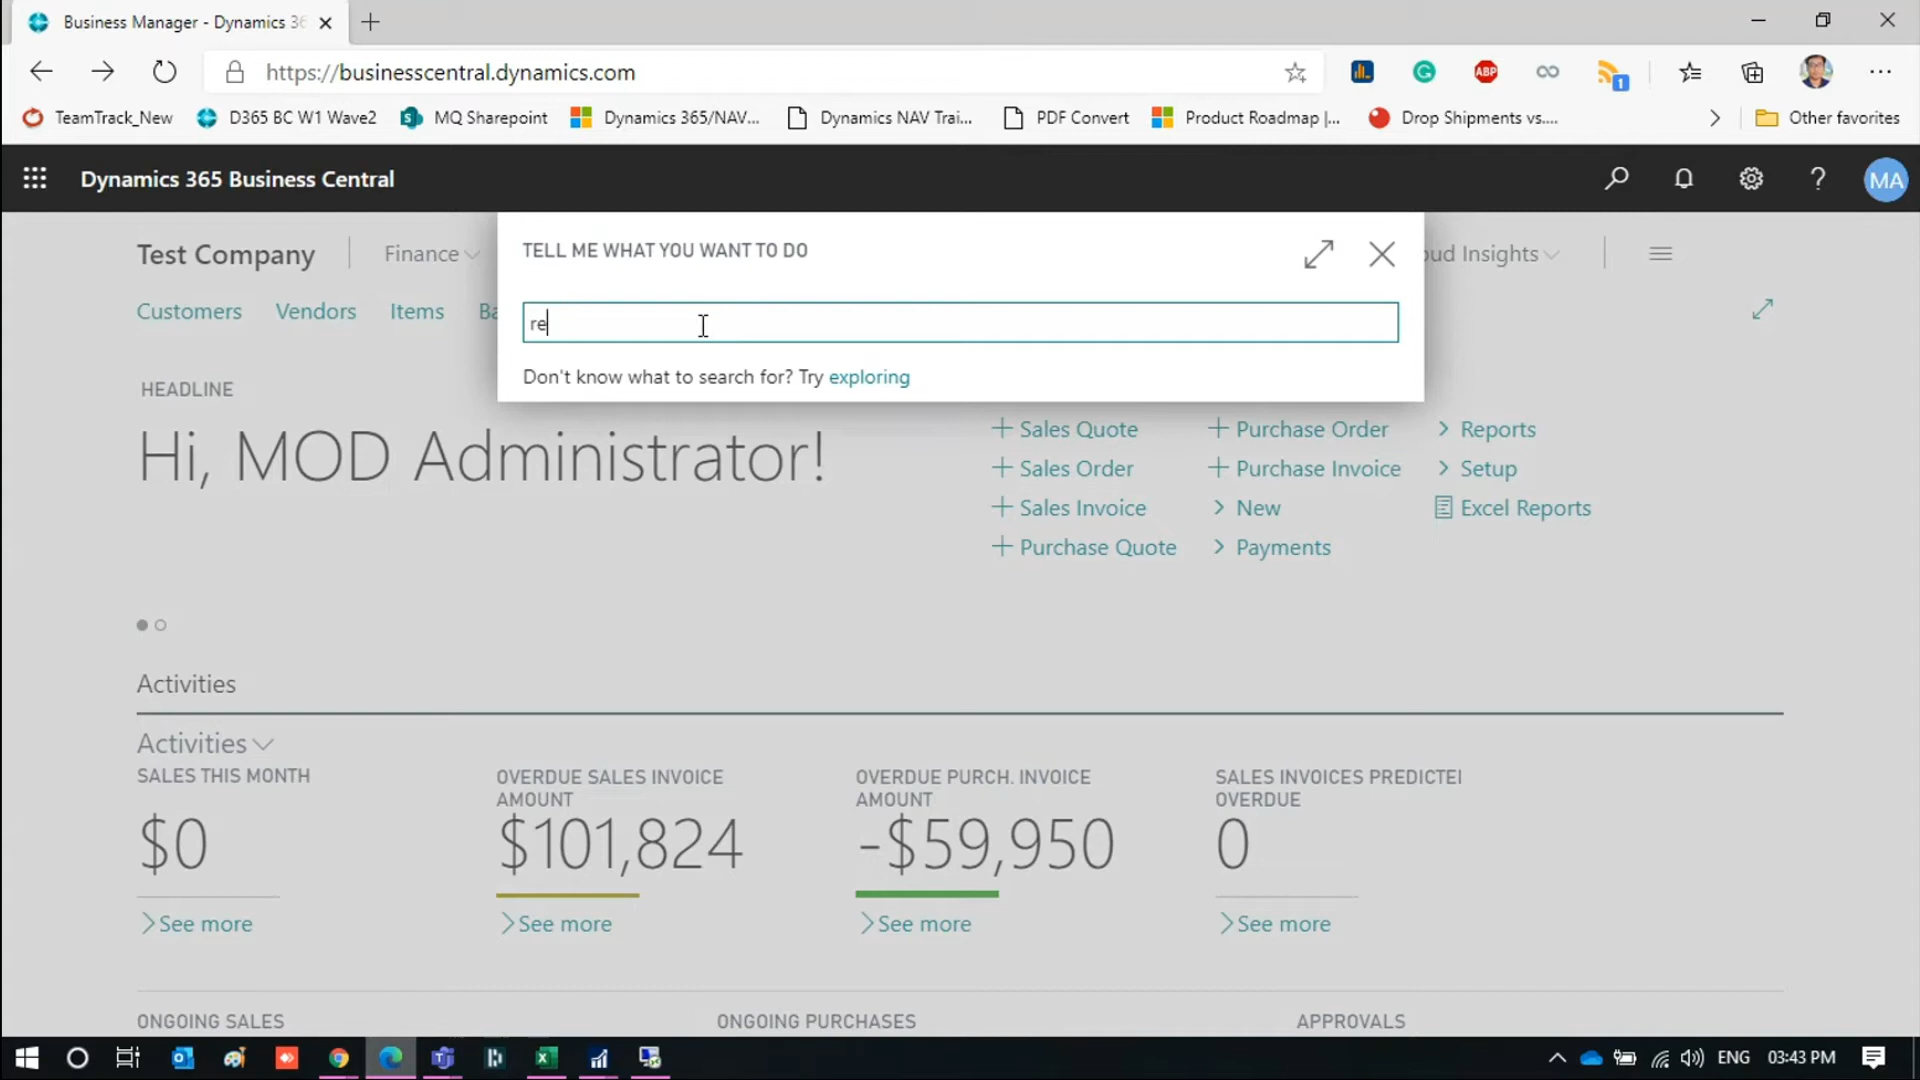 Business Manager - Dynamics 36
https://businesscentral.dynamics.com
ABP
1
TeamTrack_New
D365 BC W1 Wave2
MQ Sharepoint
Dynamics 365/NAV...
Dynamics NAV Trai...
PDF Convert
Product Roadmap |...
Drop Shipments vs....
Other favorites
Dynamics 365 Business Central
MA
TELL ME WHAT YOU WANT TO DO
re
Don't know what to search for? Try exploring
Test Company
Finance
oud Insights
Customers
Vendors
Items
Ba
HEADLINE
Hi, MOD Administrator!
Sales Quote
Sales Order
Sales Invoice
Purchase Quote
Purchase Order
Purchase Invoice
New
Payments
Reports
Setup
Excel Reports
Activities
Activities
SALES THIS MONTH
$0
See more
OVERDUE SALES INVOICE
AMOUNT
$101,824
See more
OVERDUE PURCH. INVOICE
AMOUNT
-$59,950
See more
SALES INVOICES PREDICTEI
OVERDUE
0
See more
ONGOING SALES
ONGOING PURCHASES
APPROVALS
ENG
03:43 PM